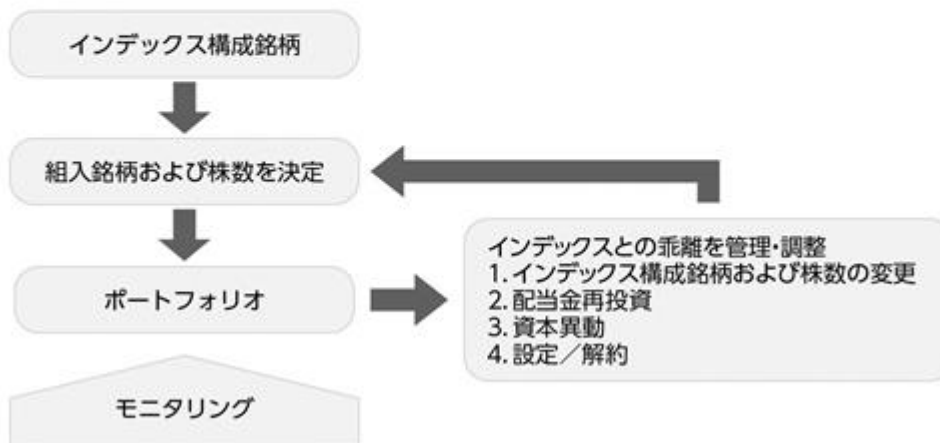 インデックス構成銘柄
組入銘柄および株数を決定
ポートフォリオ
インデックスとの乖離を管理・調整
1. インデックス構成銘柄および株数の変更
2. 配当金再投資
3. 資本異動
4. 設定／解約
モニタリング